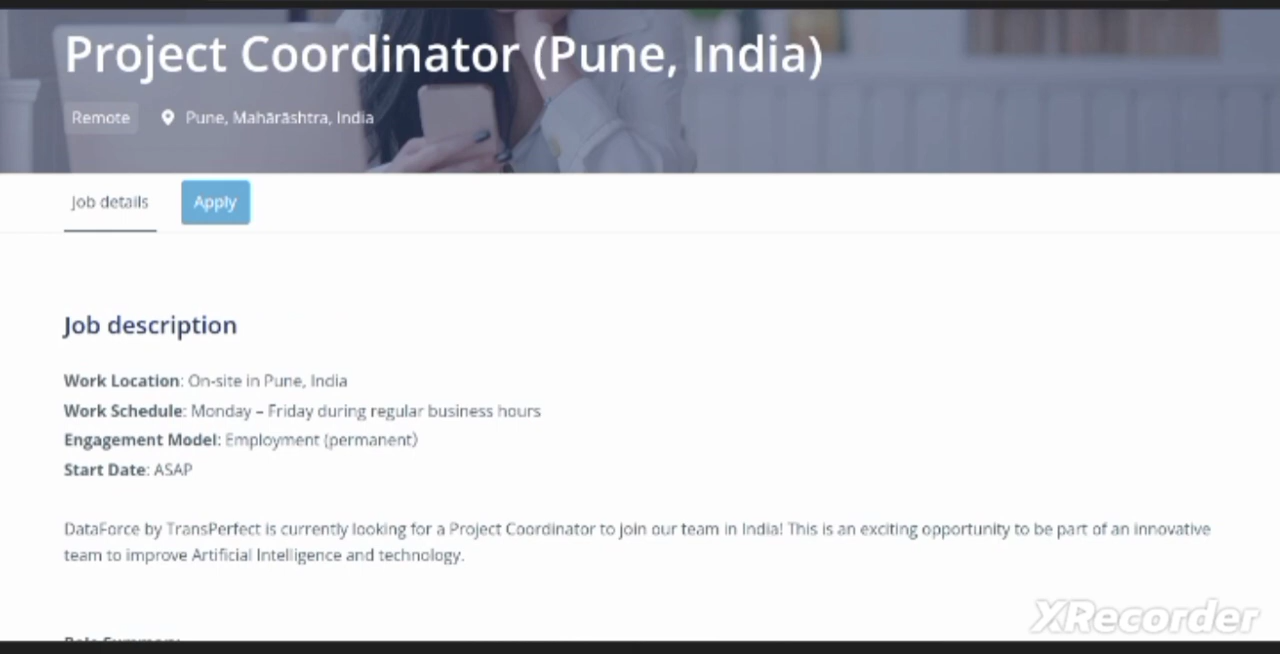 Project Coordinator (Pune, India)
Remote Pune, Mahārāshtra, India
Job details Apply
Job description
Work Location: On-site in Pune, India
Work Schedule: Monday – Friday during regular business hours
Engagement Model: Employment (permanent)
Start Date: ASAP
DataForce by TransPerfect is currently looking for a Project Coordinator to join our team in India! This is an exciting opportunity to be part of an innovative
team to improve Artificial Intelligence and technology.
XRecorder